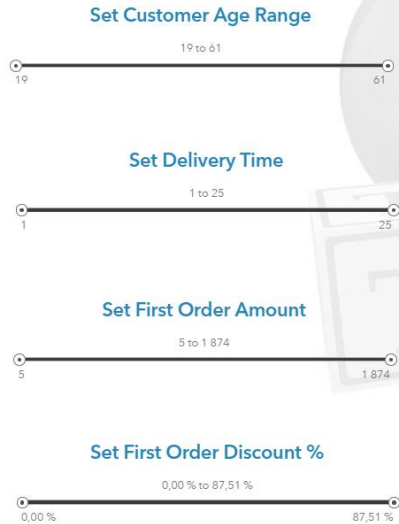 Set Customer Age Range
19 to 61
19 61
Set Delivery Time
1 to 25
1 25
Set First Order Amount
5 to 1 874
5 1 874
Set First Order Discount %
0,00 % to 87,51 %
0,00 % 87,51 %